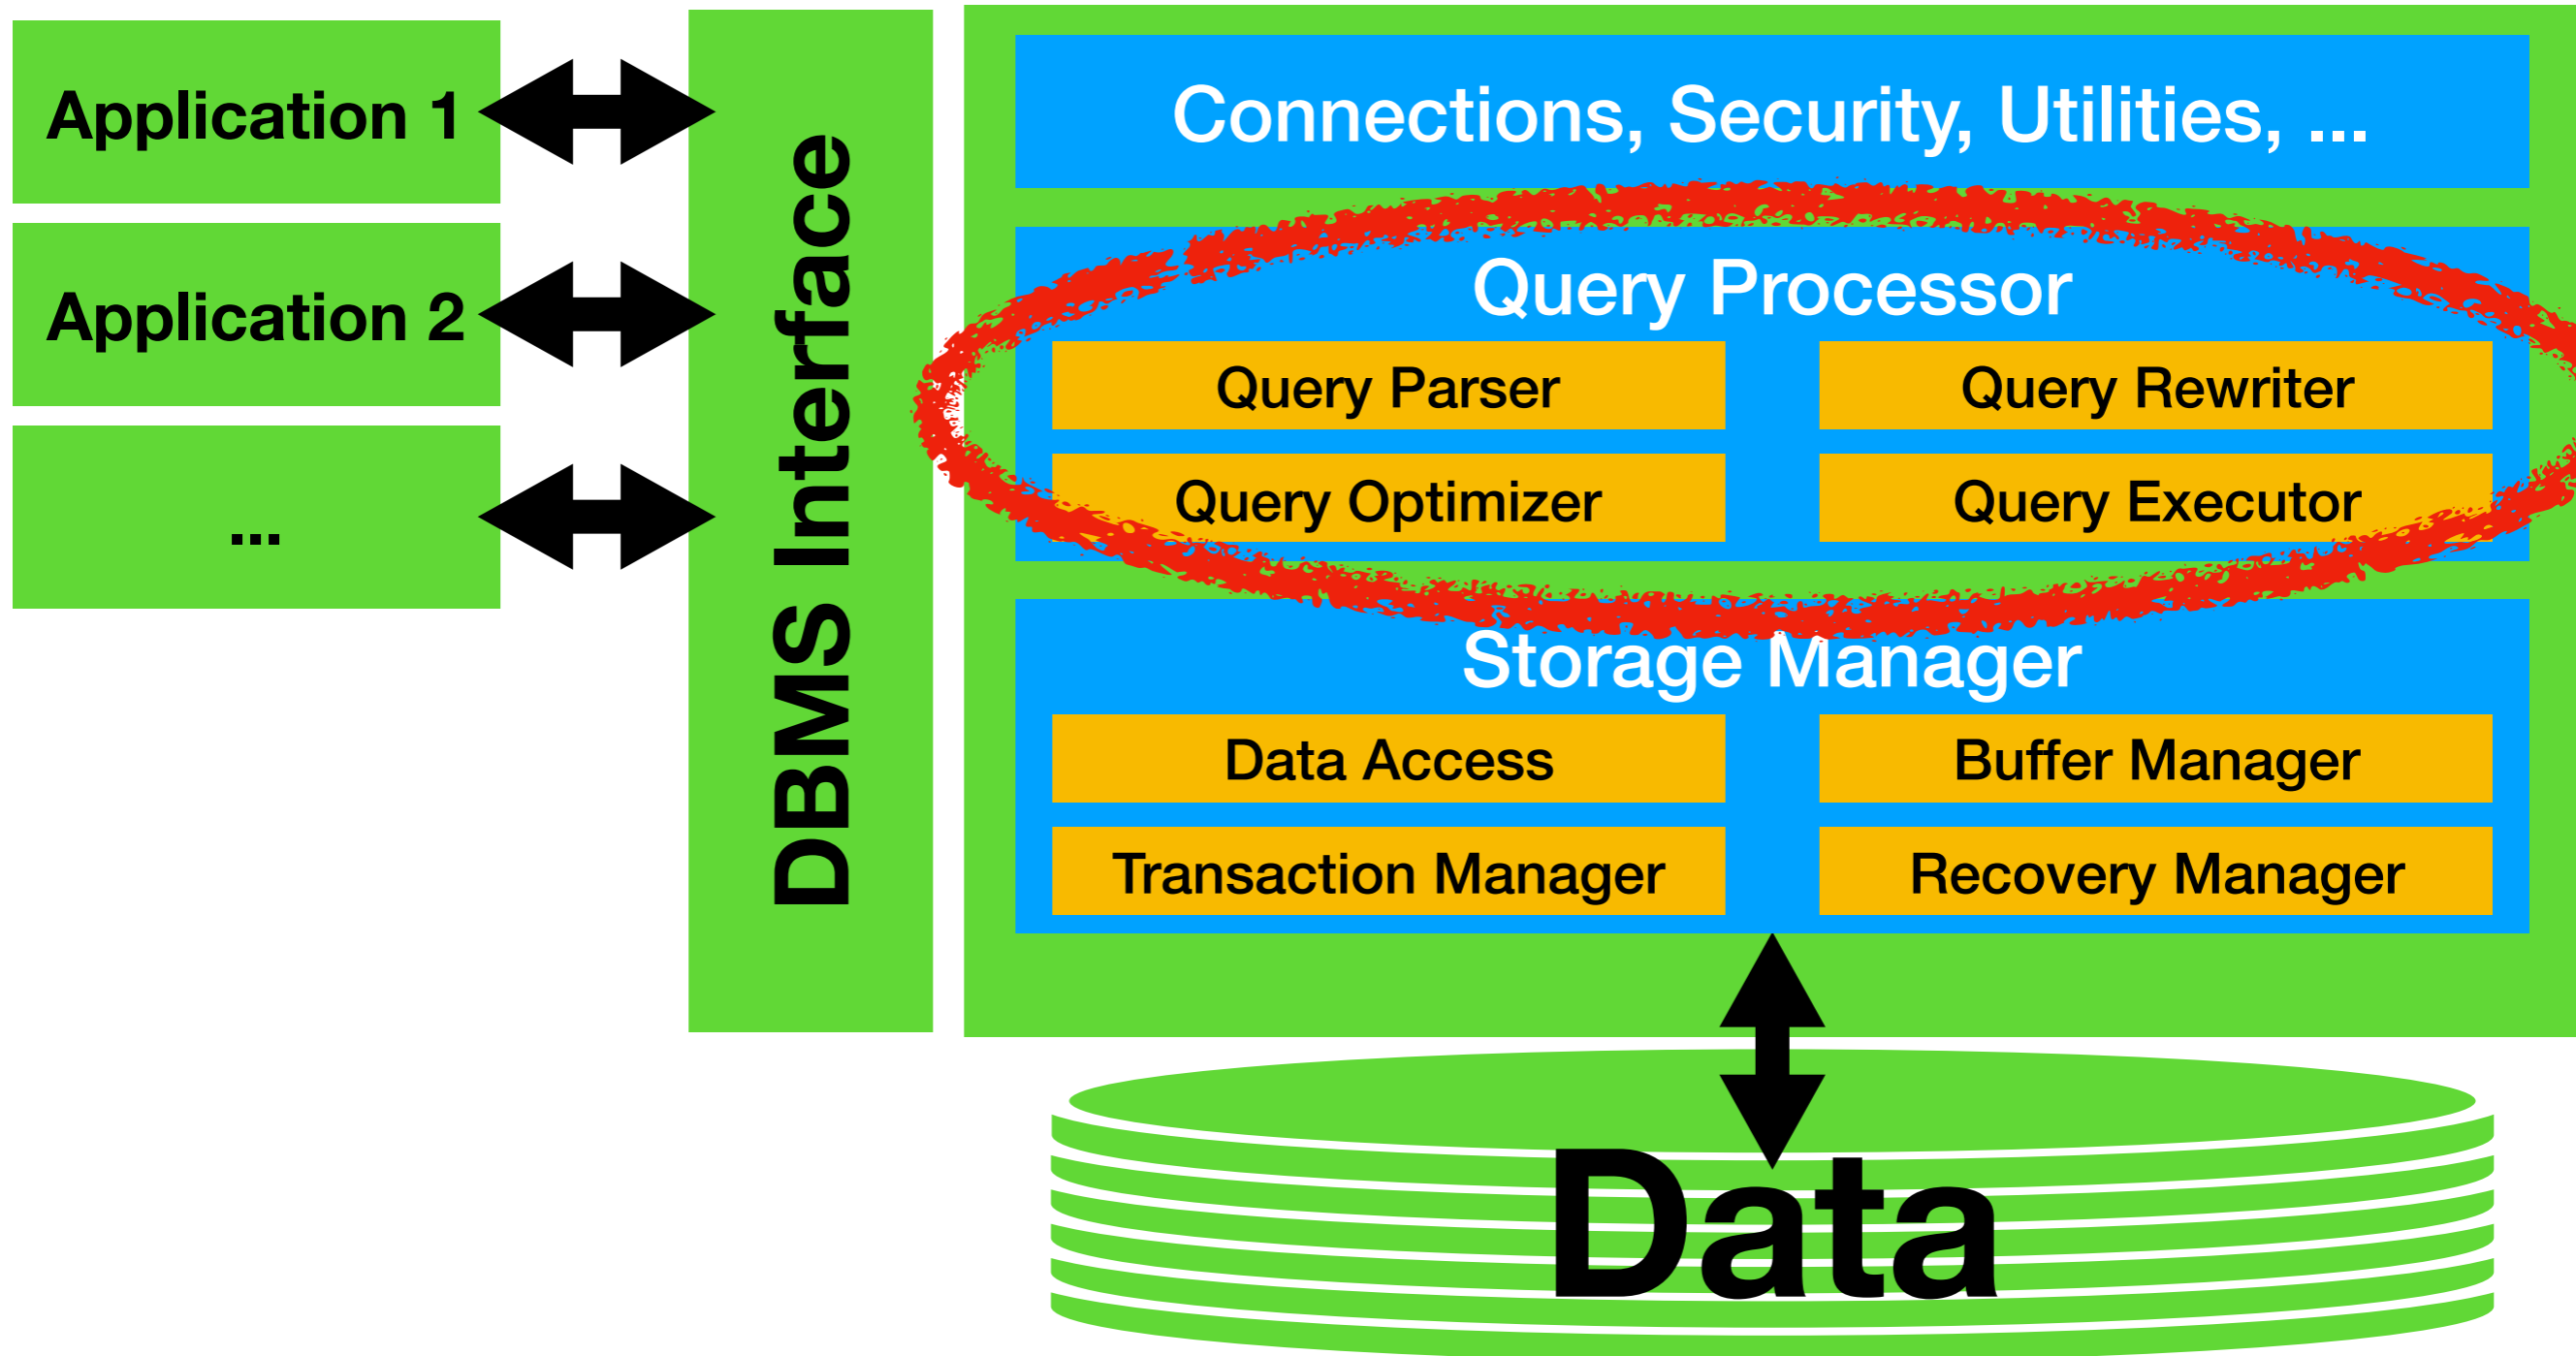 Application 1
Application 2
...
DBMS Interface
Connections, Security, Utilities, ...
Query Processor
Query Parser
Query Rewriter
Query Optimizer
Query Executor
Storage Manager
Data Access
Buffer Manager
Transaction Manager
Recovery Manager
Data